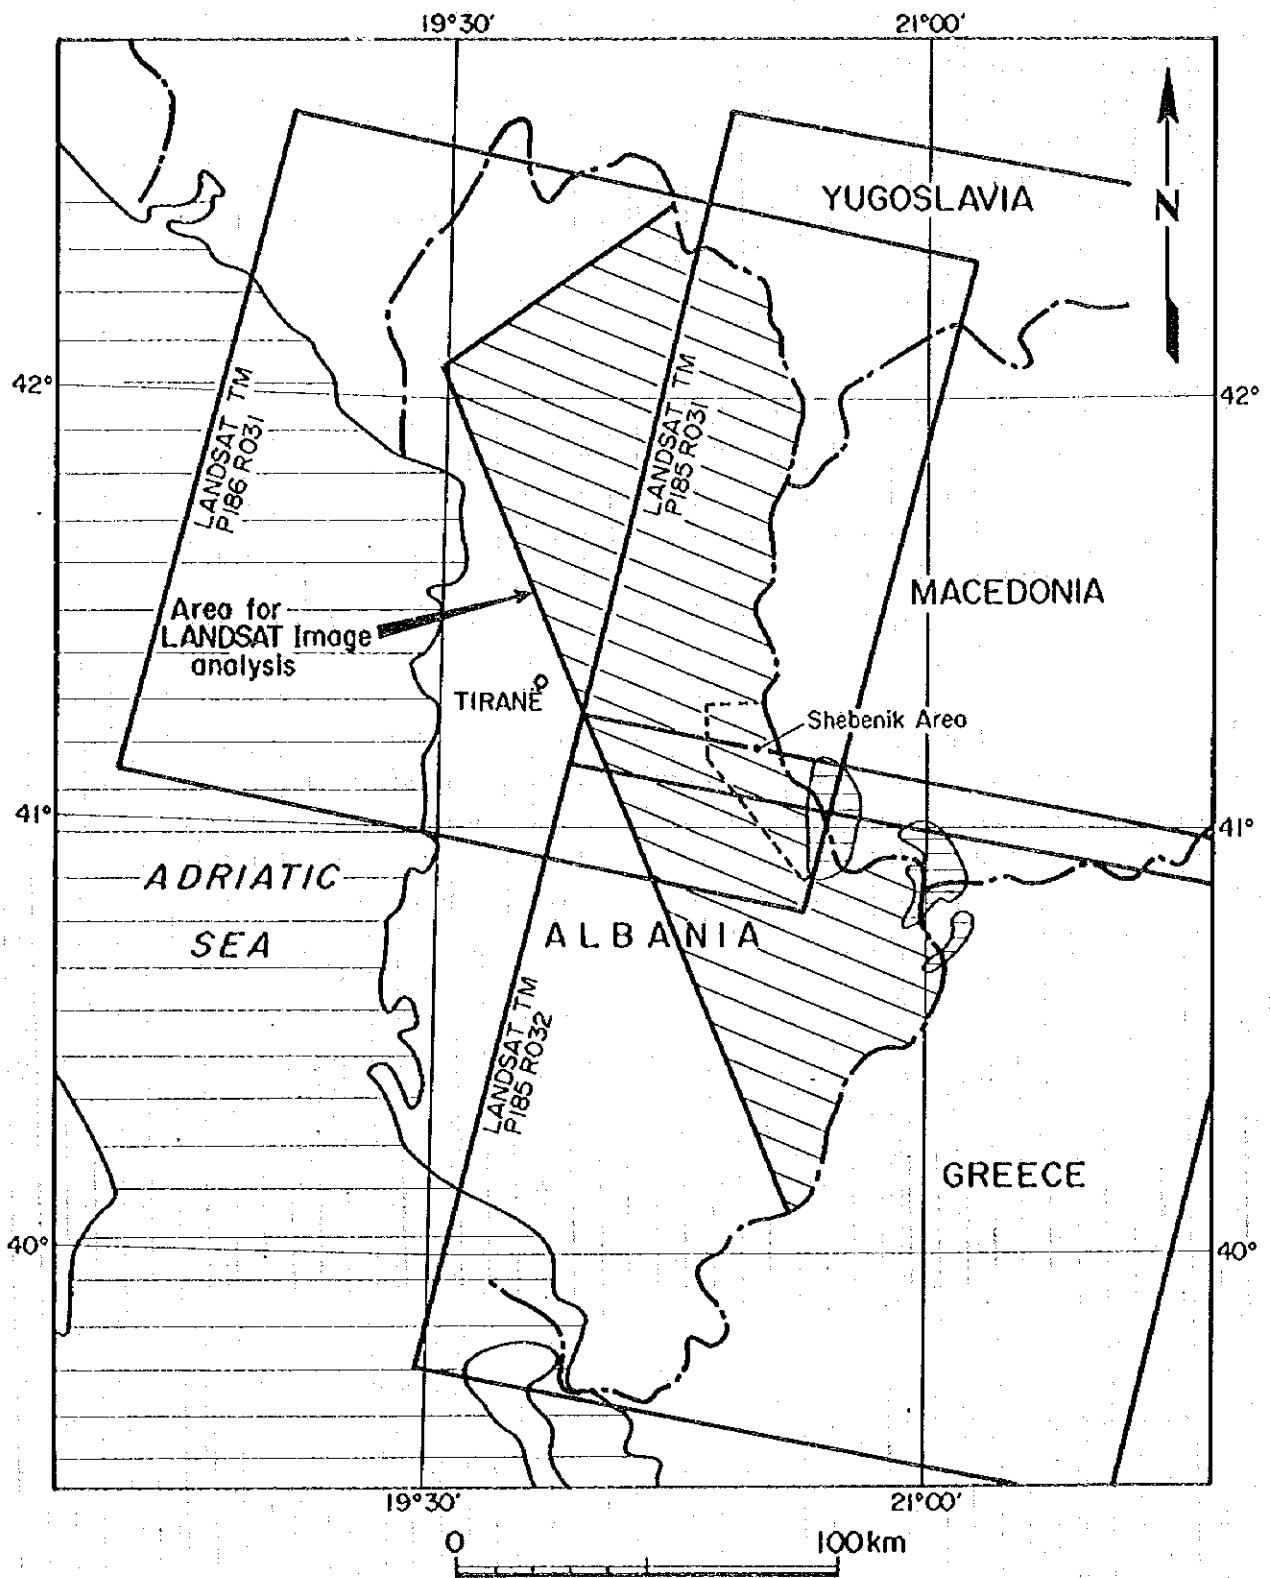 19°30'
21°00'
YUGOSLAVIA
N
42°
42°
LANDSAT TM
P186 R031
LANDSAT TM
P185 R031
MACEDONIA
Area for
LANDSAT Image
analysis
TIRANË
Shebenik Area
41°
41°
ADRIATIC
SEA
ALBANIA
LANDSAT TM
P185 R032
GREECE
40°
40°
19°30'
21°00'
0
100km